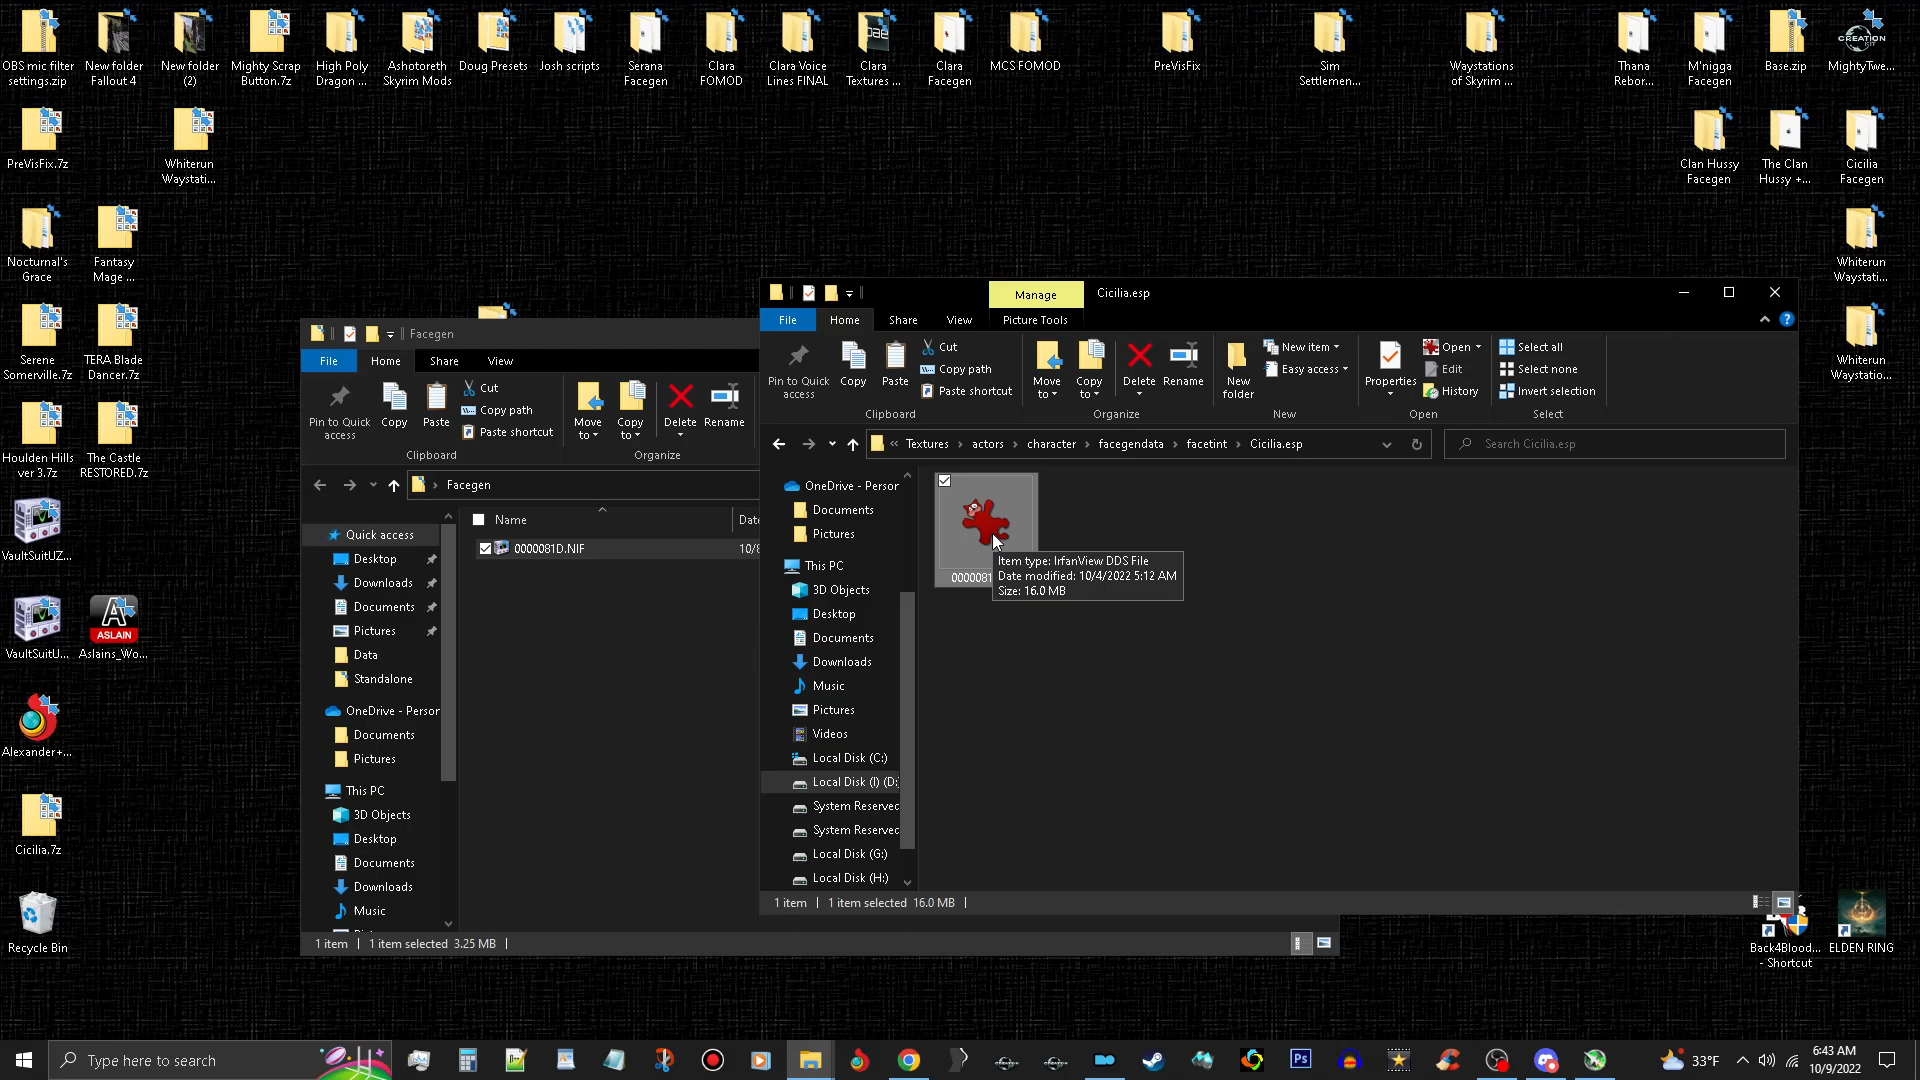 OBS mic filter
settings.zip
New folder
Fallout 4
New folder
(2)
Mighty Scrap
Button.7z
High Poly
Dragon ...
Ashotoreth
Skyrim Mods
Doug Presets
Josh scripts
Serana
Facegen
Clara
FOMOD
Clara Voice
Lines FINAL
Clara
Textures ...
Clara
Facegen
MCS FOMOD
PreVisFix
Sim
Settlemen...
Waystations
of Skyrim ...
Thana
Rebor...
M'nigga
Facegen
Base.zip
CREATION
KIT
MightyTwe...
PreVisFix.7z
Whiterun
Waystati...
Clan Hussy
Facegen
The Clan
Hussy +...
Cicilia
Facegen
Nocturnal's
Grace
Fantasy
Mage ...
Whiterun
Waystati...
Serene
Somerville.7z
TERA Blade
Dancer.7z
Whiterun
Waystatio...
Houlden Hills
ver 3.7z
The Castle
RESTORED.7z
VaultSuitUZ...
VaultSuitU...
ASLAIN
Aslains_Wo...
Alexander+...
Cicilia.7z
Recycle Bin
Back4Blood...
- Shortcut
ELDEN RING
Facegen
File
Home
Share
View
Pin to Quick
access
Copy
Paste
Cut
Copy path
Paste shortcut
Move
to
Copy
to
Delete
Rename
Clipboard
Organize
Facegen
Name
Date
0000081D.NIF
10/8
Quick access
Desktop
Downloads
Documents
Pictures
Data
Standalone
OneDrive - Person
Documents
Pictures
This PC
3D Objects
Desktop
Documents
Downloads
Music
1 item
1 item selected 3.25 MB
Manage
Cicilia.esp
File
Home
Share
View
Picture Tools
Pin to Quick
access
Copy
Paste
Cut
Copy path
Paste shortcut
Move
to
Copy
to
Delete
Rename
New
folder
New item
Easy access
Properties
Open
Edit
History
Select all
Select none
Invert selection
Clipboard
Organize
New
Open
Select
« Textures › actors › character › facegendata › facetint › Cicilia.esp
Search Cicilia.esp
OneDrive - Person
Documents
Pictures
This PC
3D Objects
Desktop
Documents
Downloads
Music
Pictures
Videos
Local Disk (C:)
Local Disk (I) (D:)
System Reserved
System Reserved
Local Disk (G:)
Local Disk (H:)
0000081
Item type: IrfanView DDS File
Date modified: 10/4/2022 5:12 AM
Size: 16.0 MB
1 item
1 item selected 16.0 MB
Type here to search
Ps
33°F
6:43 AM
10/9/2022